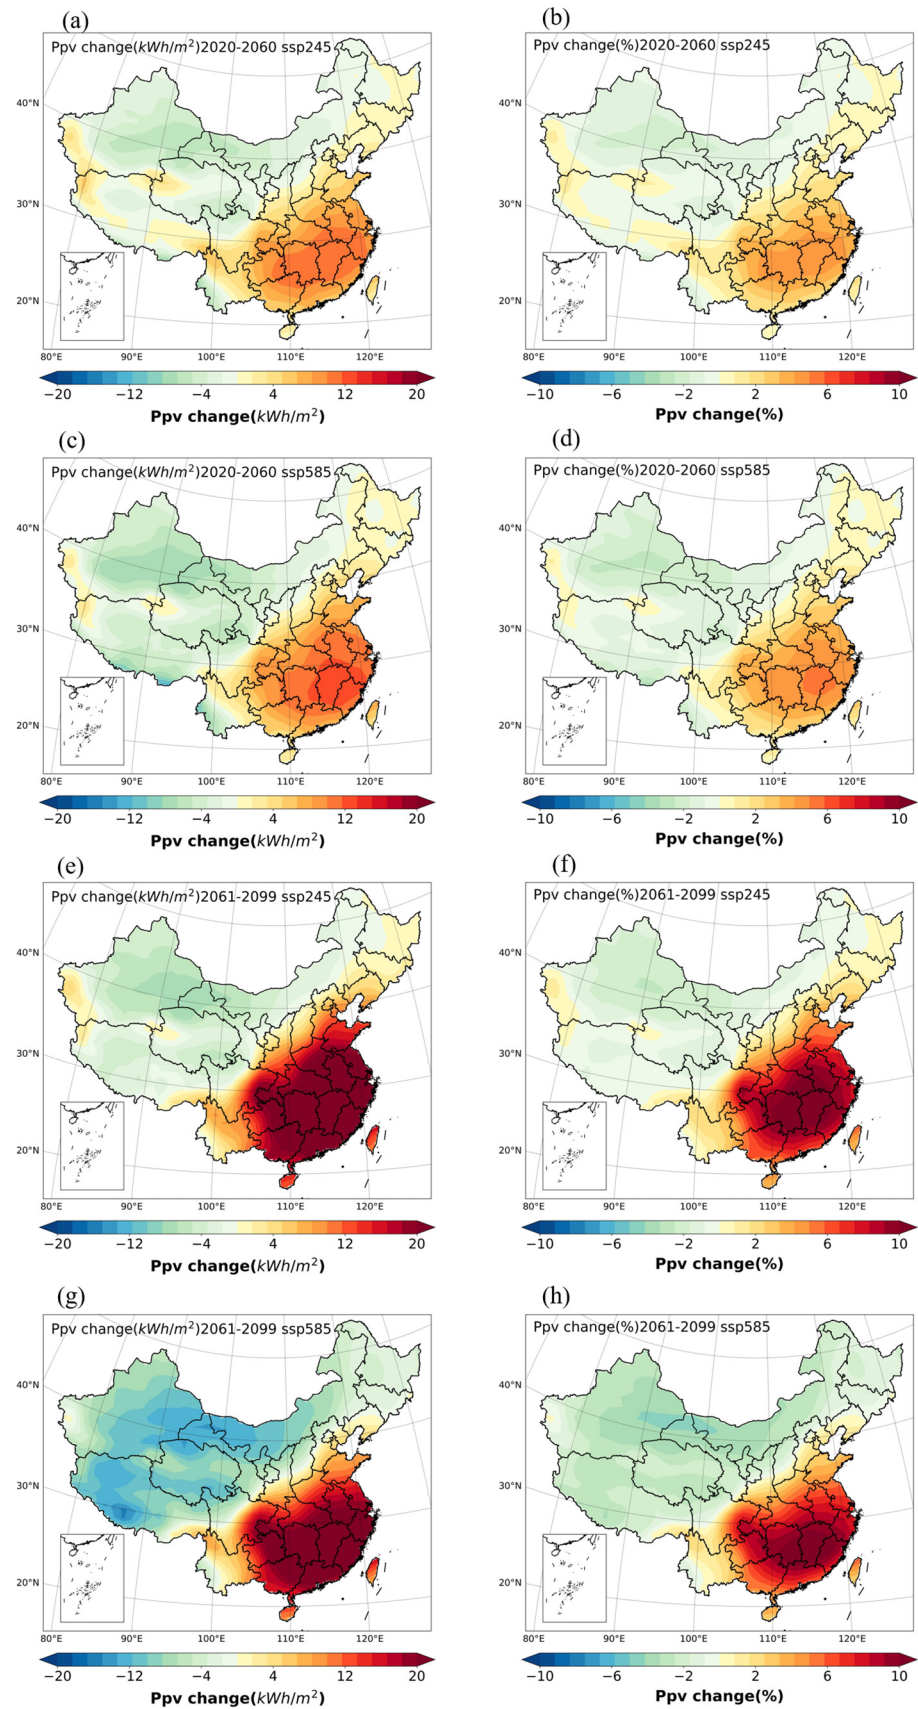 (a)
(b)
Ppv change(kWh/m²)2020-2060 ssp245
Ppv change(%)2020-2060 ssp245
40°N
30°N
20°N
80°E 90°E 100°E 110°E 120°E
80°E 90°E 100°E 110°E 120°E
−20 −12 −4 4 12 20
−10 −6 −2 2 6 10
Ppv change(kWh/m²)
Ppv change(%)
(c)
(d)
Ppv change(kWh/m²)2020-2060 ssp585
Ppv change(%)2020-2060 ssp585
40°N
40°N
30°N
30°N
20°N
20°N
80°E 90°E 100°E 110°E 120°E
80°E 90°E 100°E 110°E 120°E
−20 −12 −4 4 12 20
−10 −6 −2 2 6 10
Ppv change(kWh/m²)
Ppv change(%)
(e)
(f)
Ppv change(kWh/m²)2061-2099 ssp245
Ppv change(%)2061-2099 ssp245
40°N
40°N
30°N
30°N
20°N
20°N
80°E 90°E 100°E 110°E 120°E
80°E 90°E 100°E 110°E 120°E
−20 −12 −4 4 12 20
−10 −6 −2 2 6 10
Ppv change(kWh/m²)
Ppv change(%)
(g)
(h)
Ppv change(kWh/m²)2061-2099 ssp585
Ppv change(%)2061-2099 ssp585
40°N
40°N
30°N
30°N
20°N
20°N
80°E 90°E 100°E 110°E 120°E
80°E 90°E 100°E 110°E 120°E
−20 −12 −4 4 12 20
−10 −6 −2 2 6 10
Ppv change(kWh/m²)
Ppv change(%)